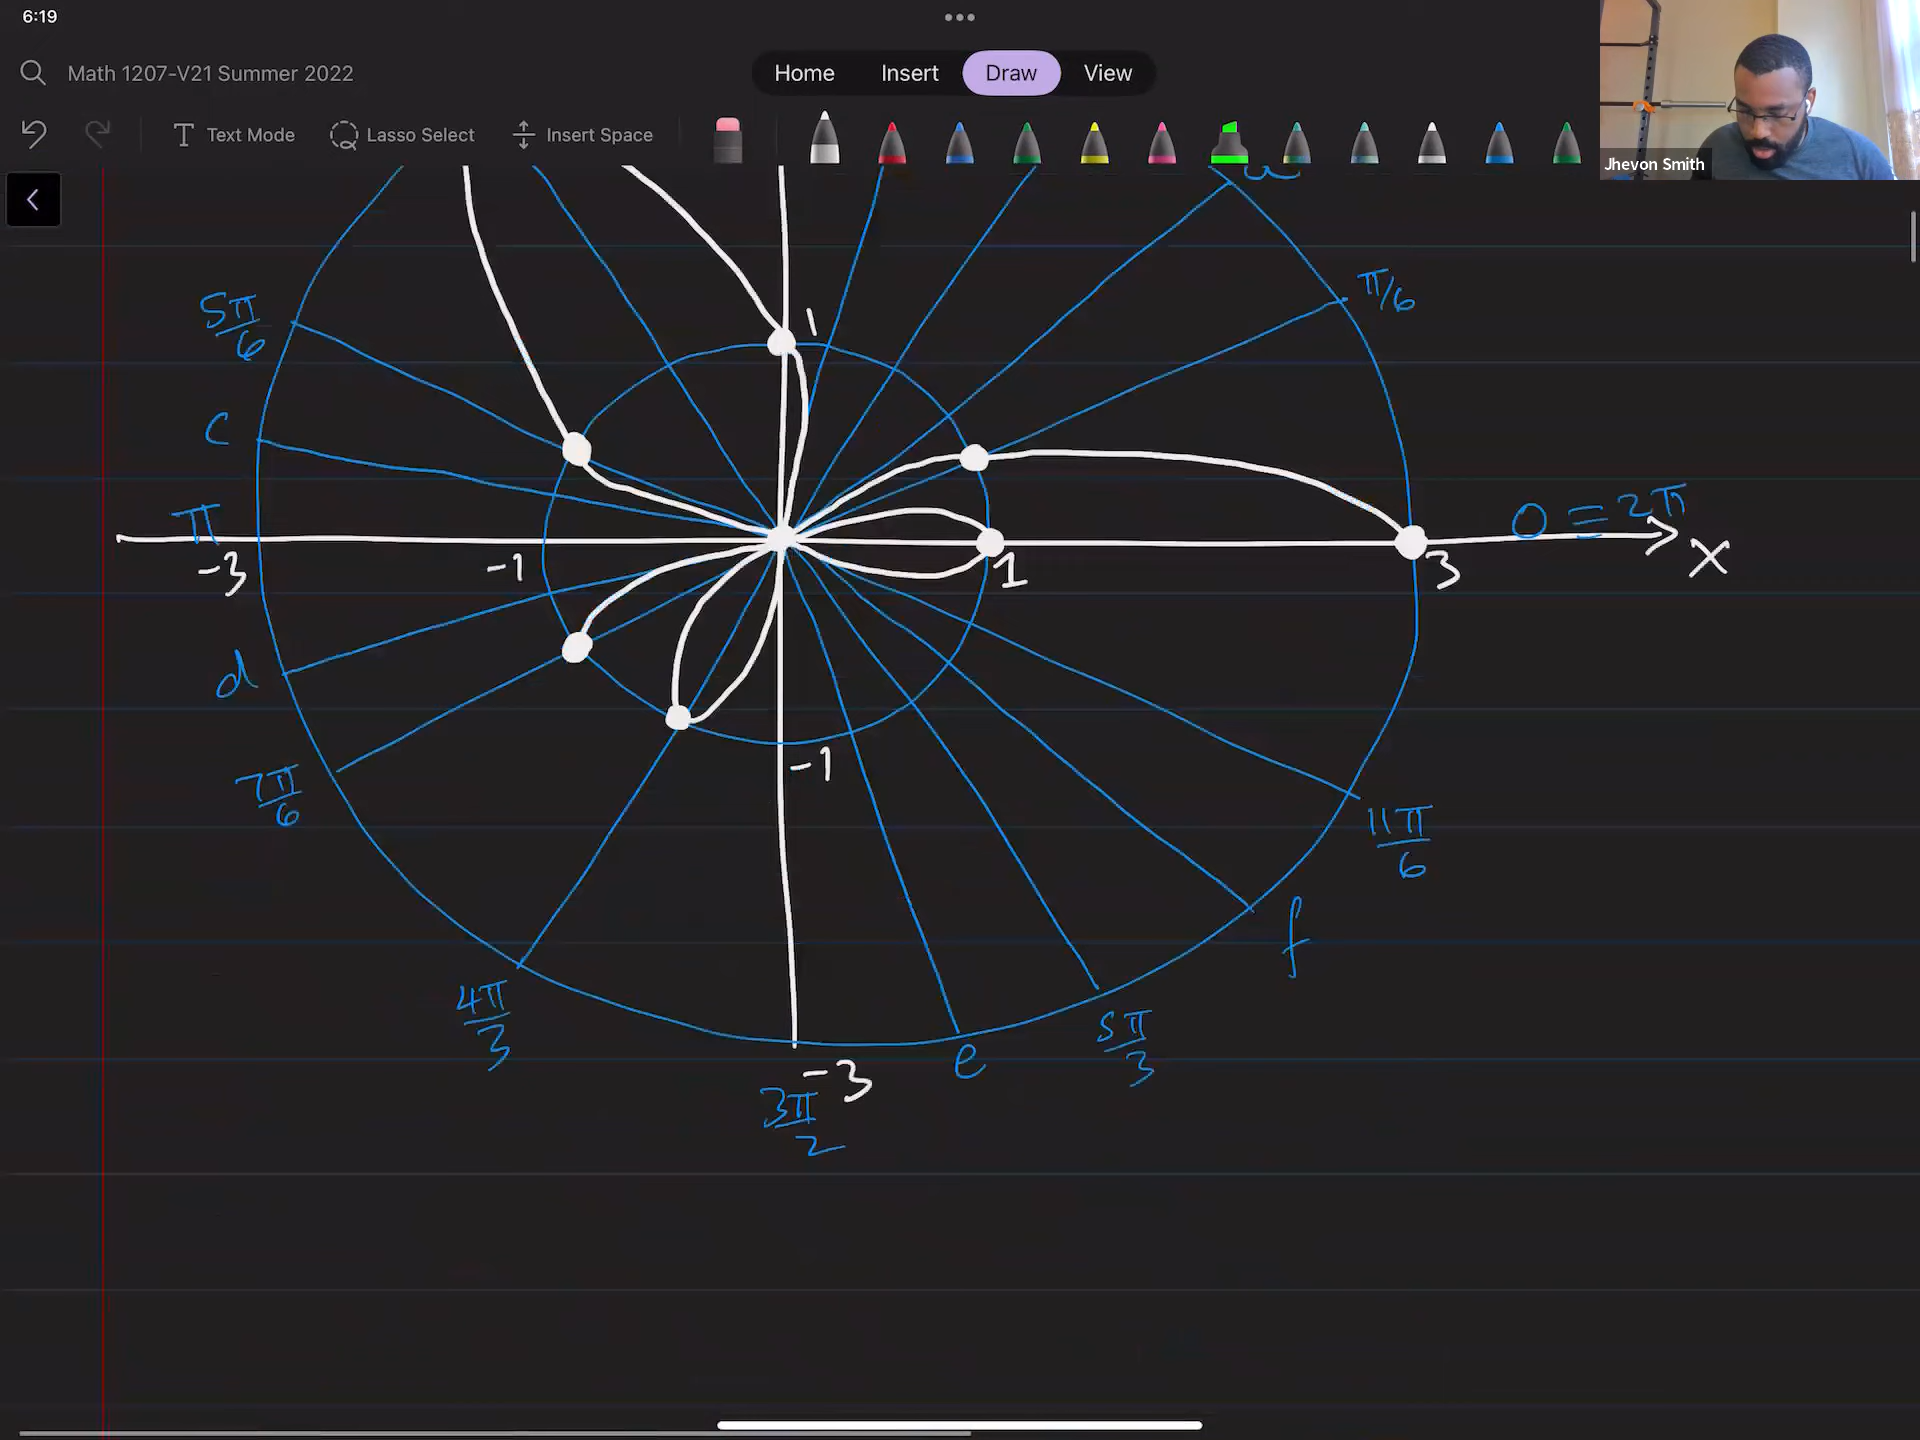 6:19
Math 1207-V21 Summer 2022
Home Insert Draw View
Text Mode Lasso Select Insert Space
Jhevon Smith
π/6
5π/6
1
c
π
0 = 2π
x
-3
-1
1
3
d
-1
7π/6
11π/6
f
4π/3
5π/3
e
-3
3π/2